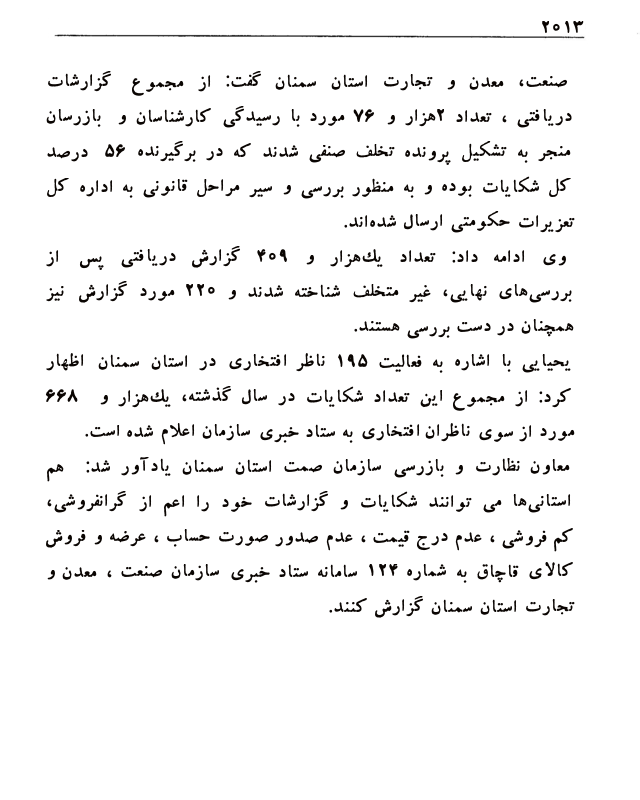 ۲۰۱۳
صنعت، معدن و تجارت استان سمنان گفت: از مجموع گزارشات
دریافتی ، تعداد ۲هزار و ۷۶ مورد با رسیدگی کارشناسان و بازرسان
منجر به تشکیل پرونده تخلف صنفی شدند که در برگیرنده ۵۶ درصد
کل شکایات بوده و به منظور بررسی و سیر مراحل قانونی به اداره کل
تعزیرات حکومتی ارسال شده‌اند.
وی ادامه داد: تعداد یك‌هزار و ۴۰۹ گزارش دریافتی پس از
بررسی‌های نهایی، غیر متخلف شناخته شدند و ۲۲۰ مورد گزارش نیز
همچنان در دست بررسی هستند.
یحیایی با اشاره به فعالیت ۱۹۵ ناظر افتخاری در استان سمنان اظهار
کرد: از مجموع این تعداد شکایات در سال گذشته، یك‌هزار و ۶۶۸
مورد از سوی ناظران افتخاری به ستاد خبری سازمان اعلام شده است.
معاون نظارت و بازرسی سازمان صمت استان سمنان یادآور شد: هم
استانی‌ها می توانند شکایات و گزارشات خود را اعم از گرانفروشی،
کم فروشی ، عدم درج قیمت ، عدم صدور صورت حساب ، عرضه و فروش
کالای قاچاق به شماره ۱۲۴ سامانه ستاد خبری سازمان صنعت ، معدن و
تجارت استان سمنان گزارش کنند.